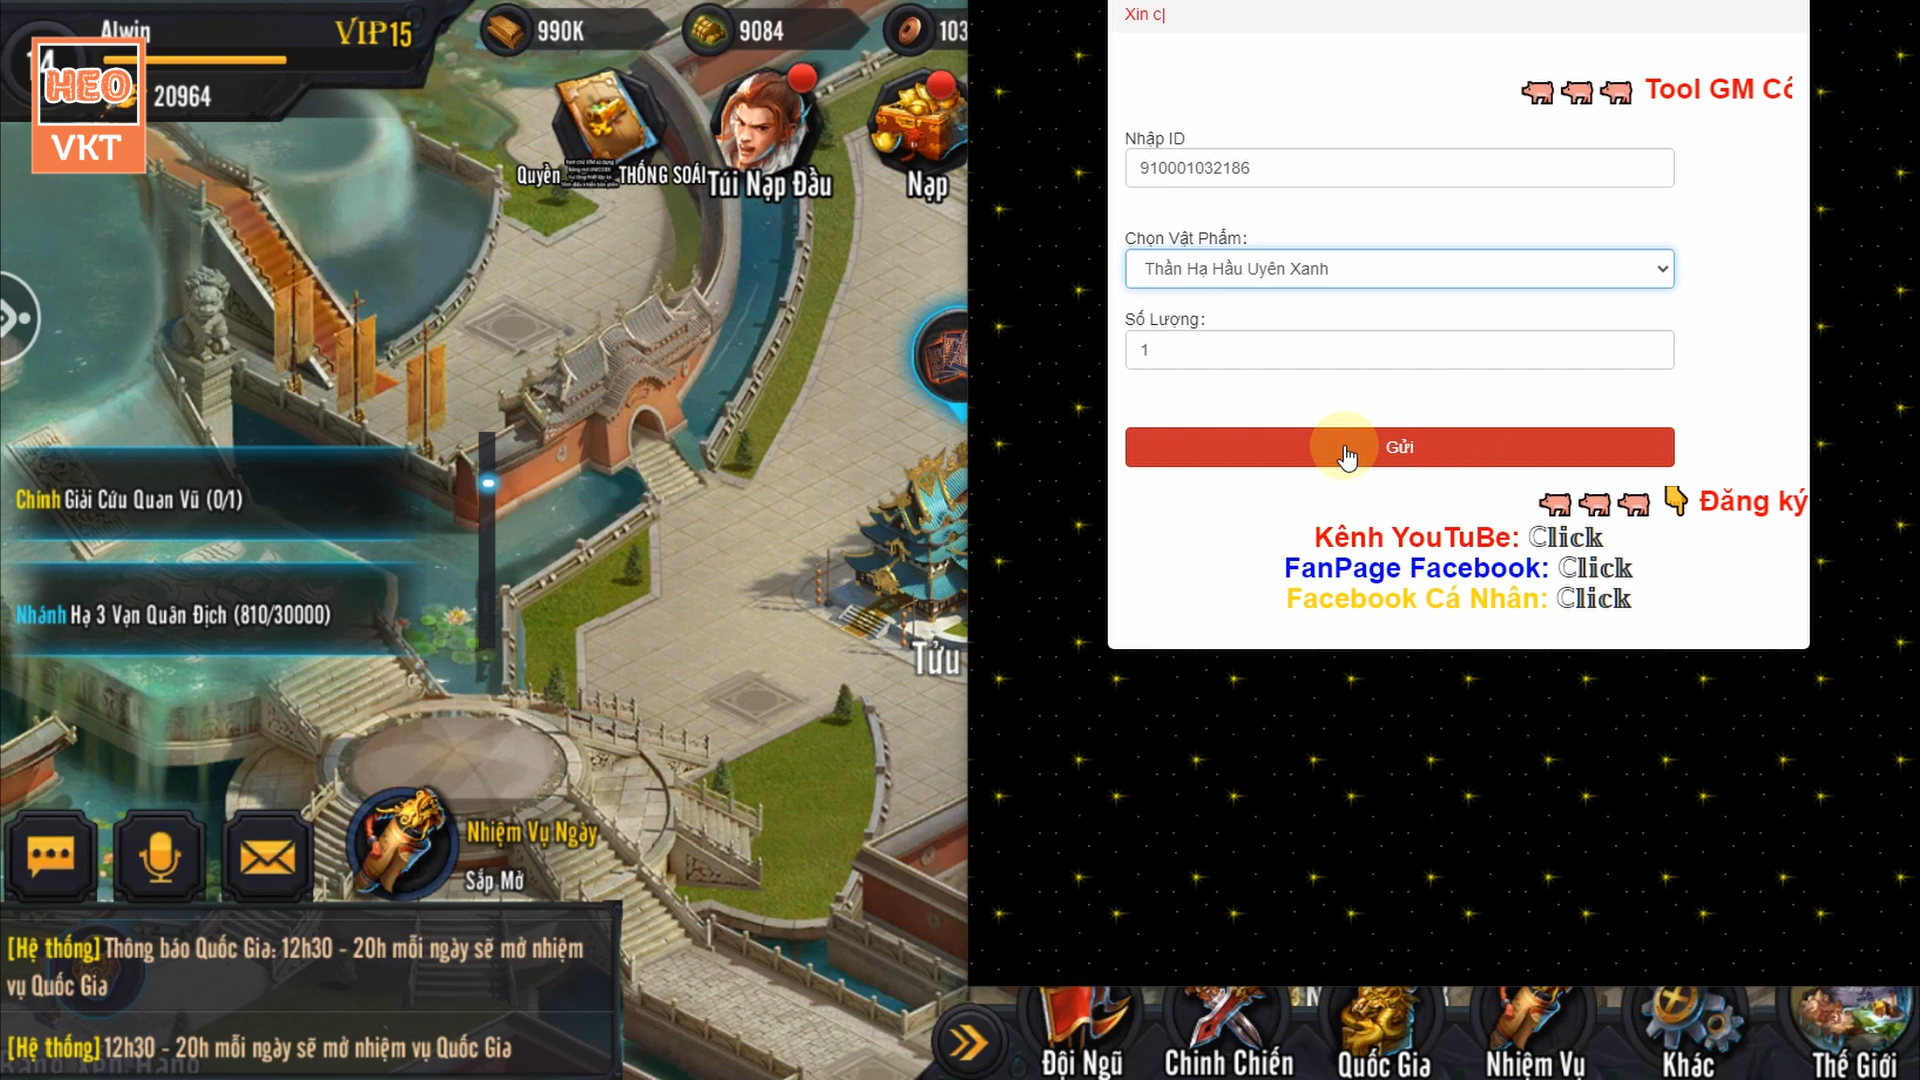 Alwin
VIP15
990K
9084
103
14
20964
HEO
VKT
Quyền THỐNG SOÁI
Túi Nạp Đầu
Nạp
Chính Giải Cứu Quan Vũ (0/1)
Nhánh Hạ 3 Vạn Quân Địch (810/30000)
Tửu
Nhiệm Vụ Ngày
Sắp Mở
[Hệ thống] Thông báo Quốc Gia: 12h30 - 20h mỗi ngày sẽ mở nhiệm
vụ Quốc Gia
[Hệ thống] 12h30 - 20h mỗi ngày sẽ mở nhiệm vụ Quốc Gia
Xin c|
Tool GM Có
Nhập ID
910001032186
Chọn Vật Phẩm:
Thần Hạ Hầu Uyên Xanh
Số Lượng:
1
Gửi
Đăng ký
Kênh YouTuBe: Click
FanPage Facebook: Click
Facebook Cá Nhân: Click
Đội Ngũ
Chinh Chiến
Quốc Gia
Nhiệm Vụ
Khác
Thế Giới